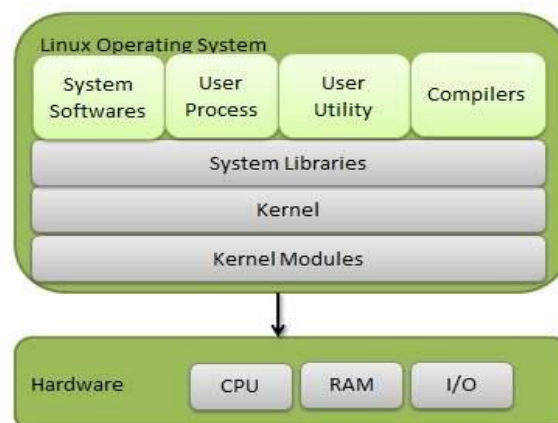 Linux Operating System
System Softwares
User Process
User Utility
Compilers
System Libraries
Kernel
Kernel Modules
Hardware
CPU
RAM
I/O